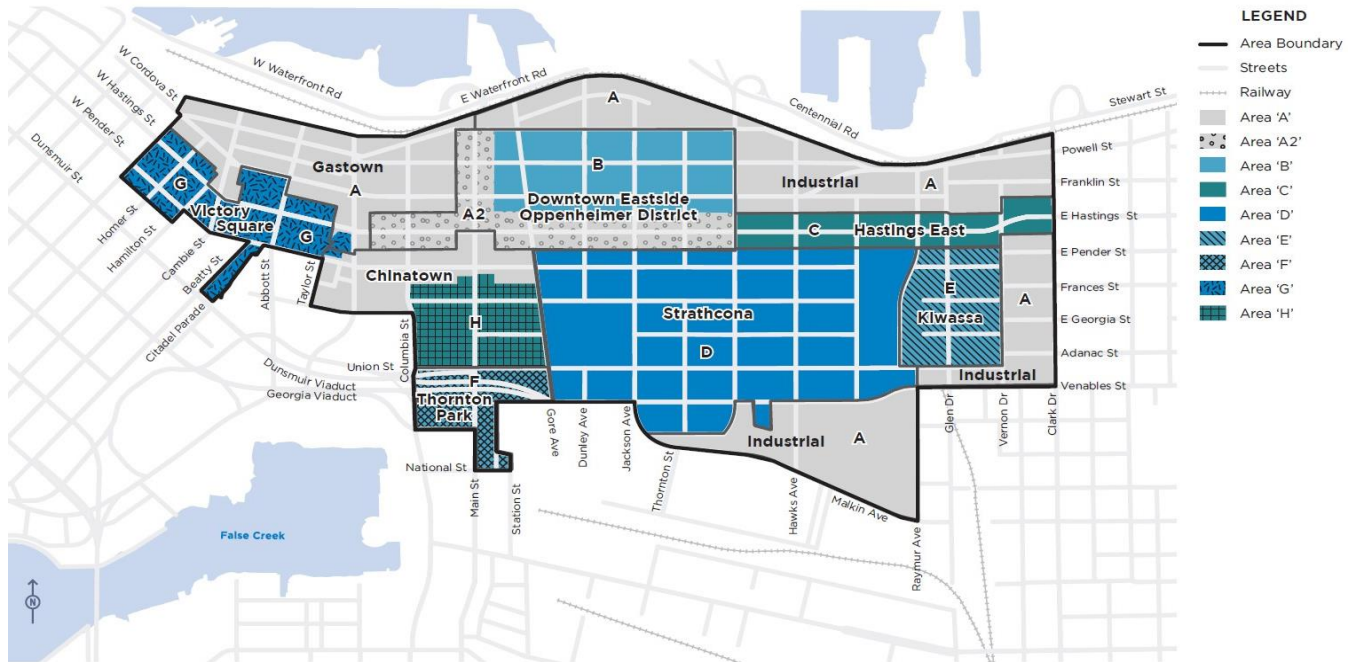 LEGEND
Area Boundary
Streets
Railway
Area 'A'
Area 'A2'
Area 'B'
Area 'C'
Area 'D'
Area 'E'
Area 'F'
Area 'G'
Area 'H'
W Cordova St
W Hastings St
W Pender St
Dunsmuir St
Homer St
Hamilton St
Cambie St
Beatty St
Citadel Parade
Abbott St
Taylor St
W Waterfront Rd
E Waterfront Rd
Centennial Rd
Stewart St
Powell St
Franklin St
E Hastings St
E Pender St
Frances St
E Georgia St
Adanac St
Venables St
A
Gastown
A
B
Downtown Eastside
Oppenheimer District
A2
Industrial
A
C
Hastings East
G
Victory
Square
G
Chinatown
H
Strathcona
D
E
Kiwassa
A
Industrial
F
Thornton
Park
Industrial
A
Columbia St
Union St
Dunsmuir Viaduct
Georgia Viaduct
National St
Main St
Station St
Gore Ave
Dunley Ave
Jackson Ave
Thornton St
Hawks Ave
Malkin Ave
Raymur Ave
Glen Dr
Vernon Dr
Clark Dr
False Creek
N